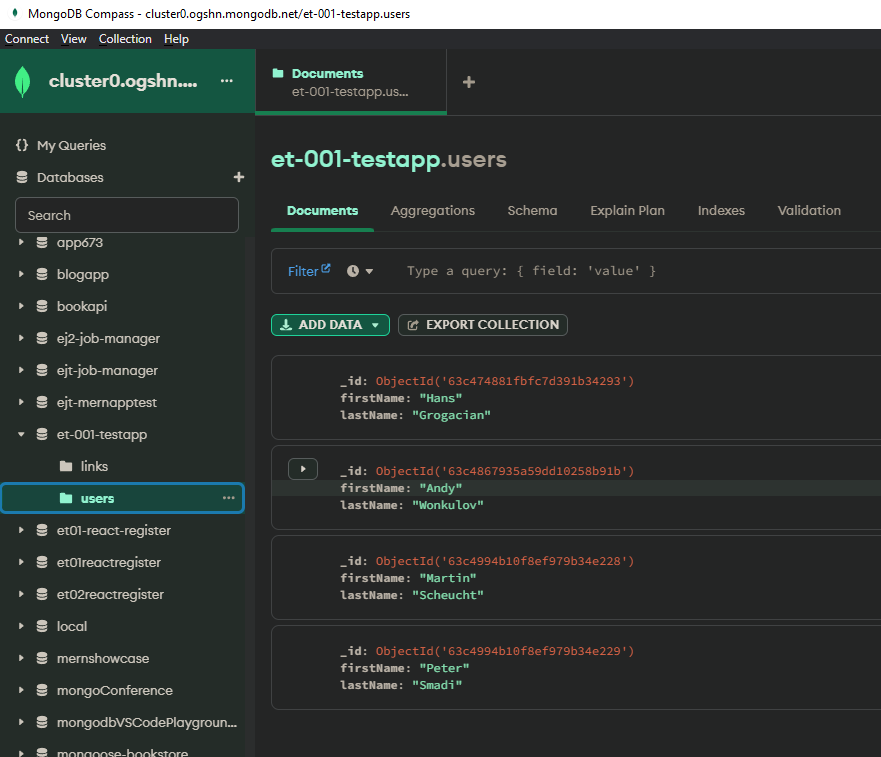 MongoDB Compass - cluster0.ogshn.mongodb.net/et-001-testapp.users
Connect View Collection Help
cluster0.ogshn.... ...
{} My Queries
Databases +
Search
app673
blogapp
bookapi
ej2-job-manager
ejt-job-manager
ejt-mernapptest
et-001-testapp
links
users ...
et01-react-register
et01reactregister
et02reactregister
local
mernshowcase
mongoConference
mongodbVSCodePlaygroun...
mongoose-bookstore
Documents
et-001-testapp.us...
+
et-001-testapp.users
Documents Aggregations Schema Explain Plan Indexes Validation
Filter Type a query: { field: 'value' }
ADD DATA EXPORT COLLECTION
_id: ObjectId('63c474881fbfc7d391b34293')
firstName: "Hans"
lastName: "Grogacian"
_id: ObjectId('63c4867935a59dd10258b91b')
firstName: "Andy"
lastName: "Wonkulov"
_id: ObjectId('63c4994b10f8ef979b34e228')
firstName: "Martin"
lastName: "Scheucht"
_id: ObjectId('63c4994b10f8ef979b34e229')
firstName: "Peter"
lastName: "Smadi"